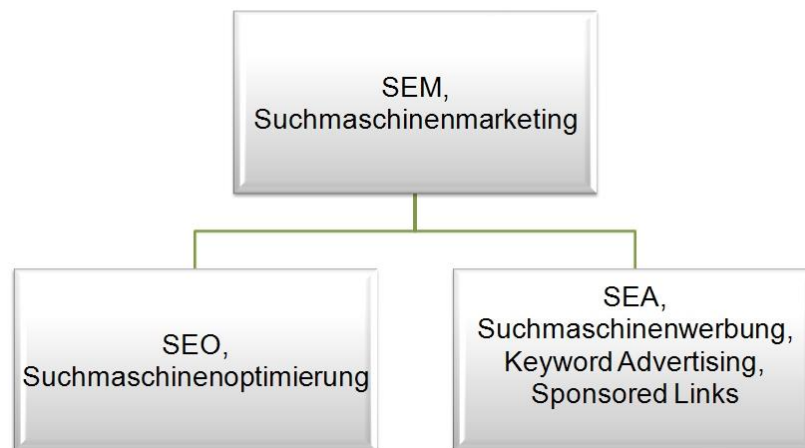 SEM,
Suchmaschinenmarketing
SEO,
Suchmaschinenoptimierung
SEA,
Suchmaschinenwerbung,
Keyword Advertising,
Sponsored Links